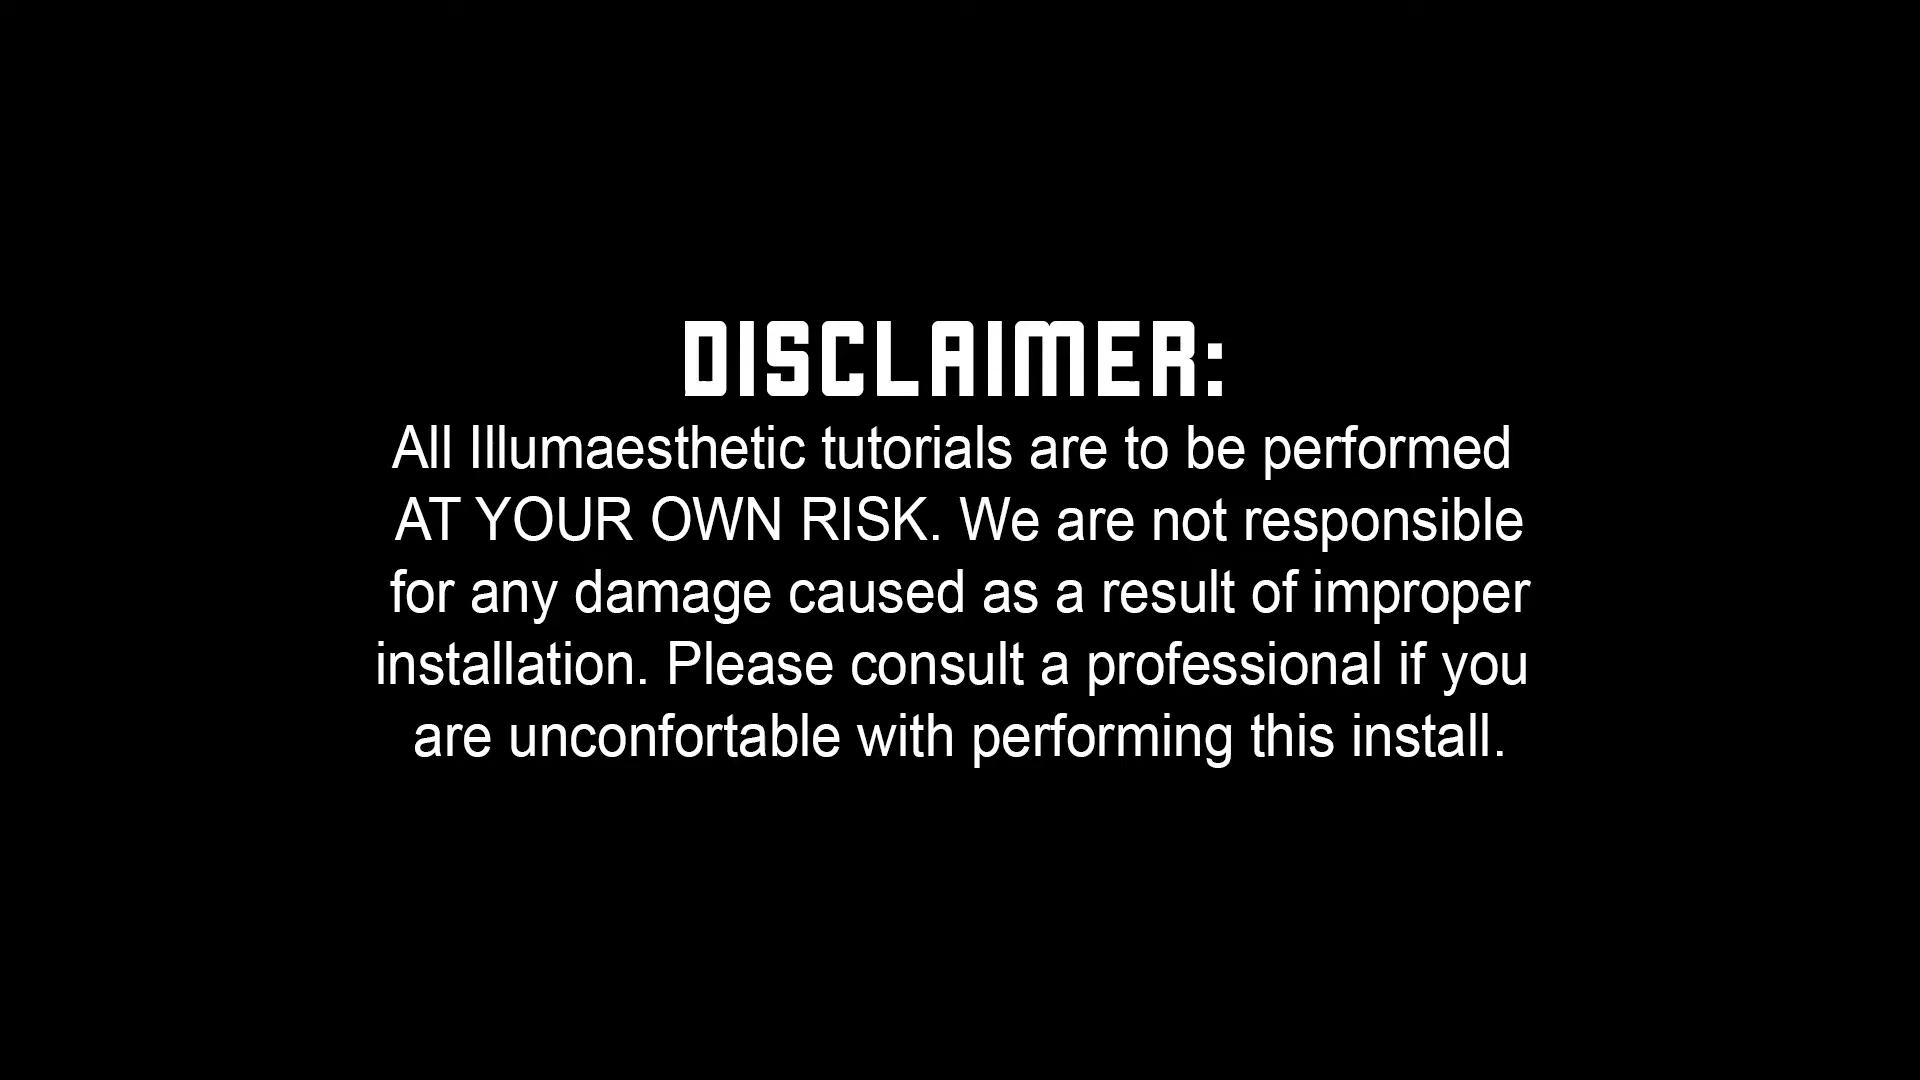 DISCLAIMER:
All Illumaesthetic tutorials are to be performed
AT YOUR OWN RISK. We are not responsible
for any damage caused as a result of improper
installation. Please consult a professional if you
are unconfortable with performing this install.